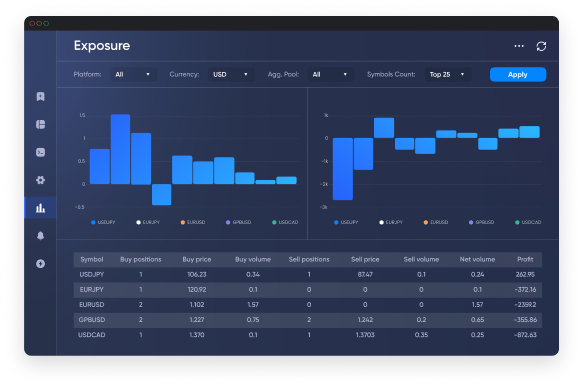 Exposure
Platform: All Currency: USD Agg. Pool: All Symbols Count: Top 25 Apply
1.5
1
0.5
0
-0.5
USDJPY EURJPY EURUSD GPBUSD USDCAD
1k
0
-1k
-2k
-3k
USDJPY EURJPY EURUSD GPBUSD USDCAD
Symbol Buy positions Buy price Buy volume Sell positions Sell price Sell volume Net volume Profit
USDJPY 1 106.23 0.34 1 87.47 0.1 0.24 262.95
EURJPY 1 120.92 0.1 0 0 0 0.1 -372.16
EURUSD 2 1.102 1.57 0 0 0 1.57 -2359.2
GPBUSD 2 1.227 0.75 2 1.242 0.2 0.65 -355.86
USDCAD 1 1.370 0.1 1 1.3703 0.35 0.25 -872.63